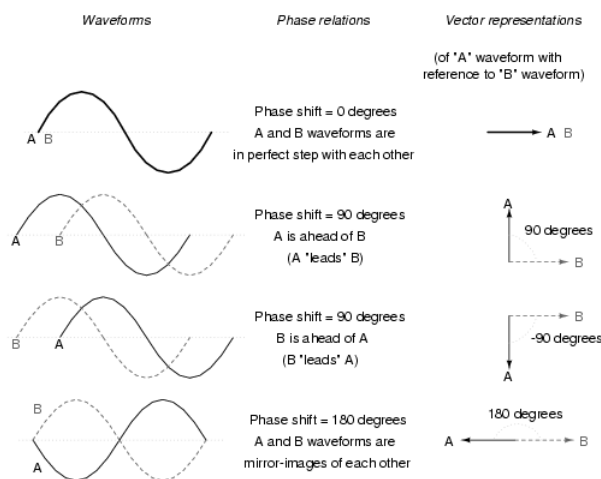 Waveforms
Phase relations
Vector representations
(of "A" waveform with
reference to "B" waveform)
A B
Phase shift = 0 degrees
A and B waveforms are
in perfect step with each other
A B
A
B
Phase shift = 90 degrees
A is ahead of B
(A "leads" B)
A
90 degrees
B
B
A
Phase shift = 90 degrees
B is ahead of A
(B "leads" A)
B
-90 degrees
A
B
A
Phase shift = 180 degrees
A and B waveforms are
mirror-images of each other
180 degrees
A
B